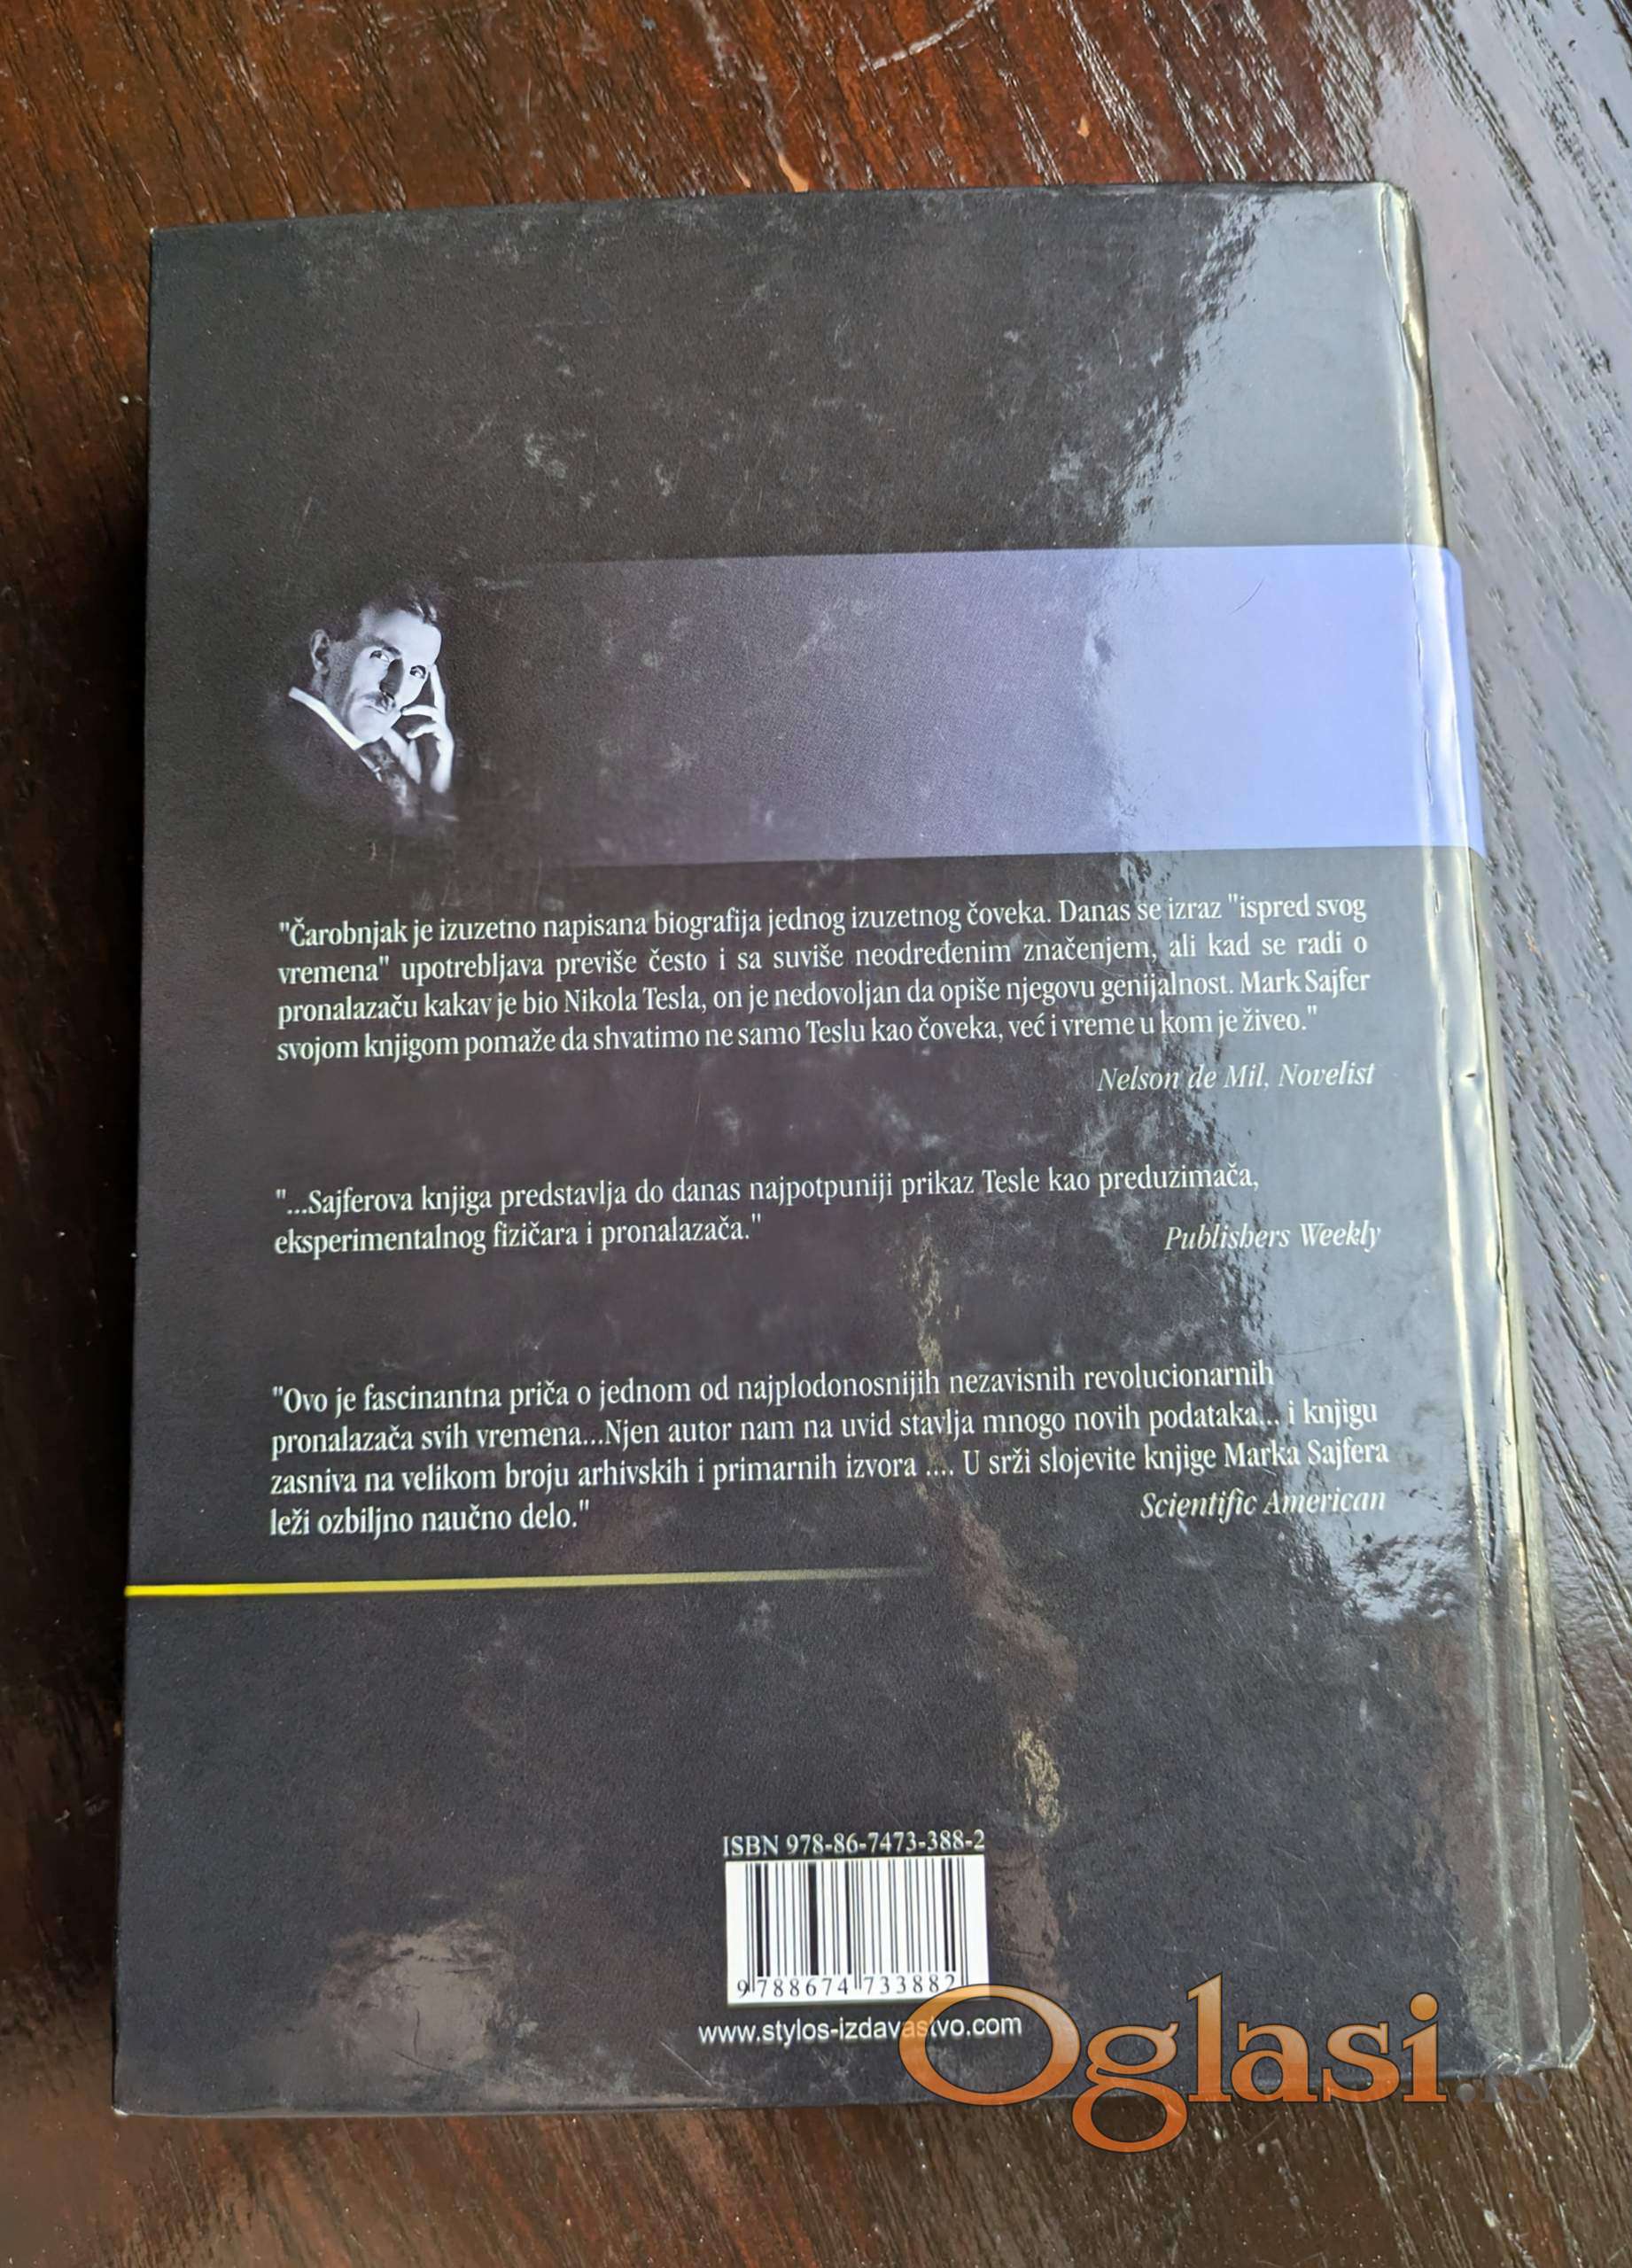 "Čarobnjak je izuzetno napisana biografija jednog izuzetnog čoveka. Danas se izraz "ispred svog
vremena" upotrebljava previše često i sa suviše neodređenim značenjem, ali kad se radi o
pronalazaču kakav je bio Nikola Tesla, on je nedovoljan da opiše njegovu genijalnost. Mark Sajfer
svojom knjigom pomaže da shvatimo ne samo Teslu kao čoveka, već i vreme u kom je živeo."
Nelson de Mil, Novelist
"...Sajferova knjiga predstavlja do danas najpotpuniji prikaz Tesle kao preduzimača,
eksperimentalnog fizičara i pronalazača."
Publishers Weekly
"Ovo je fascinantna priča o jednom od najplodonosnijih nezavisnih revolucionarnih
pronalazača svih vremena...Njen autor nam na uvid stavlja mnogo novih podataka... i knjigu
zasniva na velikom broju arhivskih i primarnih izvora .... U srži slojevite knjige Marka Sajfera
leži ozbiljno naučno delo."
Scientific American
ISBN 978-86-7473-388-2
9 788674 733882
www.stylos-izdavastvo.com
Oglasi.rs